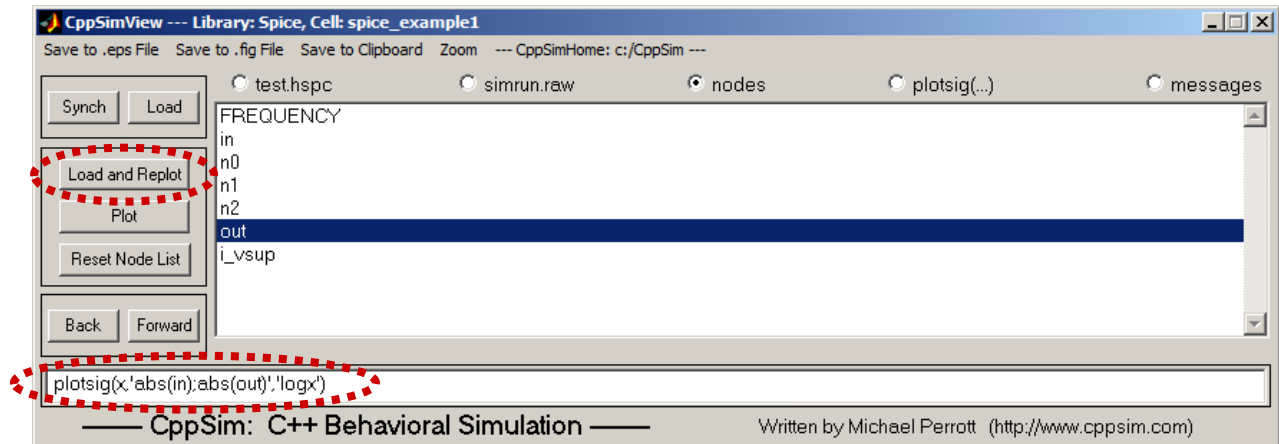 CppSimView --- Library: Spice, Cell: spice_example1
Save to .eps File Save to .fig File Save to Clipboard Zoom --- CppSimHome: c:/CppSim ---
test.hspc simrun.raw nodes plotsig(...) messages
Synch Load
FREQUENCY
in
n0
Load and Replot
n1
Plot
n2
out
Reset Node List
i_vsup
Back Forward
plotsig(x,'abs(in);abs(out)','logx')
CppSim: C++ Behavioral Simulation
Written by Michael Perrott (http://www.cppsim.com)